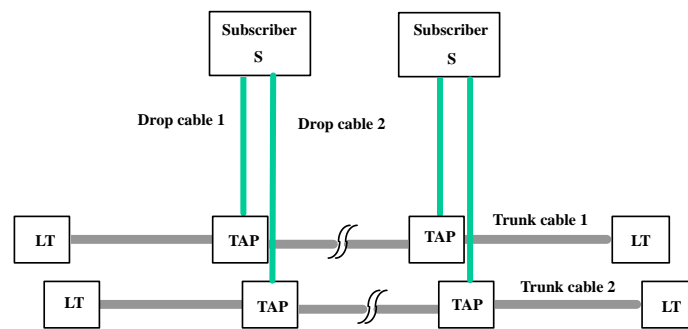 Subscriber
S
Subscriber
S
Drop cable 1
Drop cable 2
LT
TAP
TAP
Trunk cable 1
LT
LT
TAP
TAP
Trunk cable 2
LT